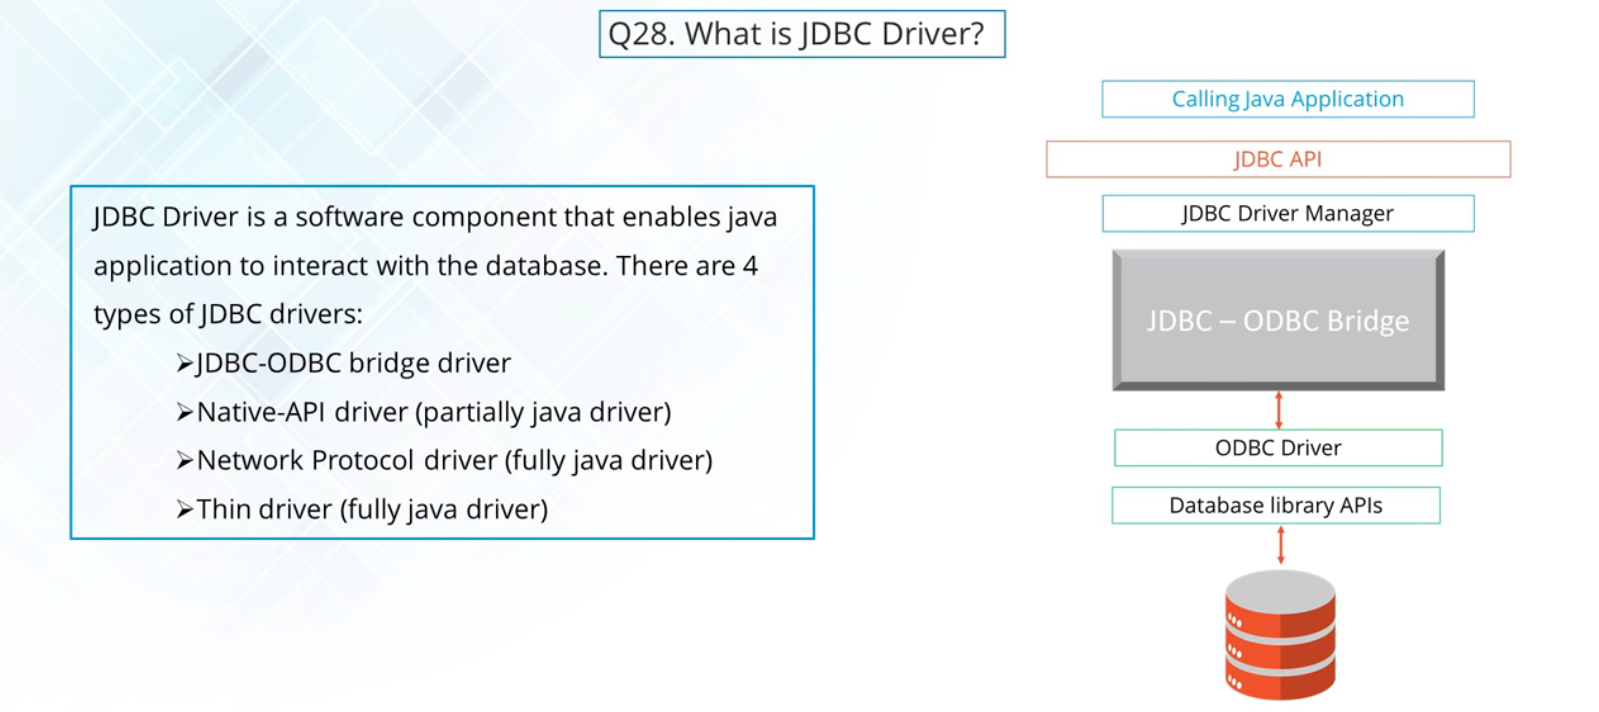 Q28. What is JDBC Driver?
JDBC Driver is a software component that enables java
application to interact with the database. There are 4
types of JDBC drivers:
➢JDBC-ODBC bridge driver
➢Native-API driver (partially java driver)
➢Network Protocol driver (fully java driver)
➢Thin driver (fully java driver)
Calling Java Application
JDBC API
JDBC Driver Manager
JDBC – ODBC Bridge
ODBC Driver
Database library APIs